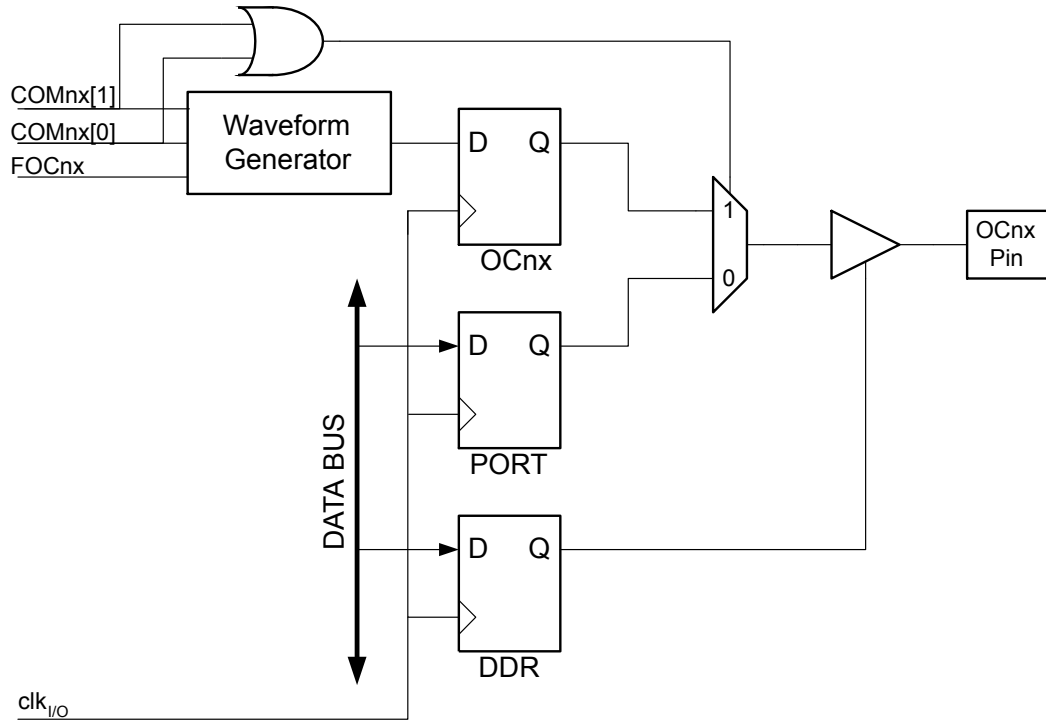 COMnx[1]
COMnx[0]
FOCnx
Waveform
Generator
D Q
OCnx
1
0
OCnx
Pin
D Q
PORT
DATA BUS
D Q
DDR
clkI/O